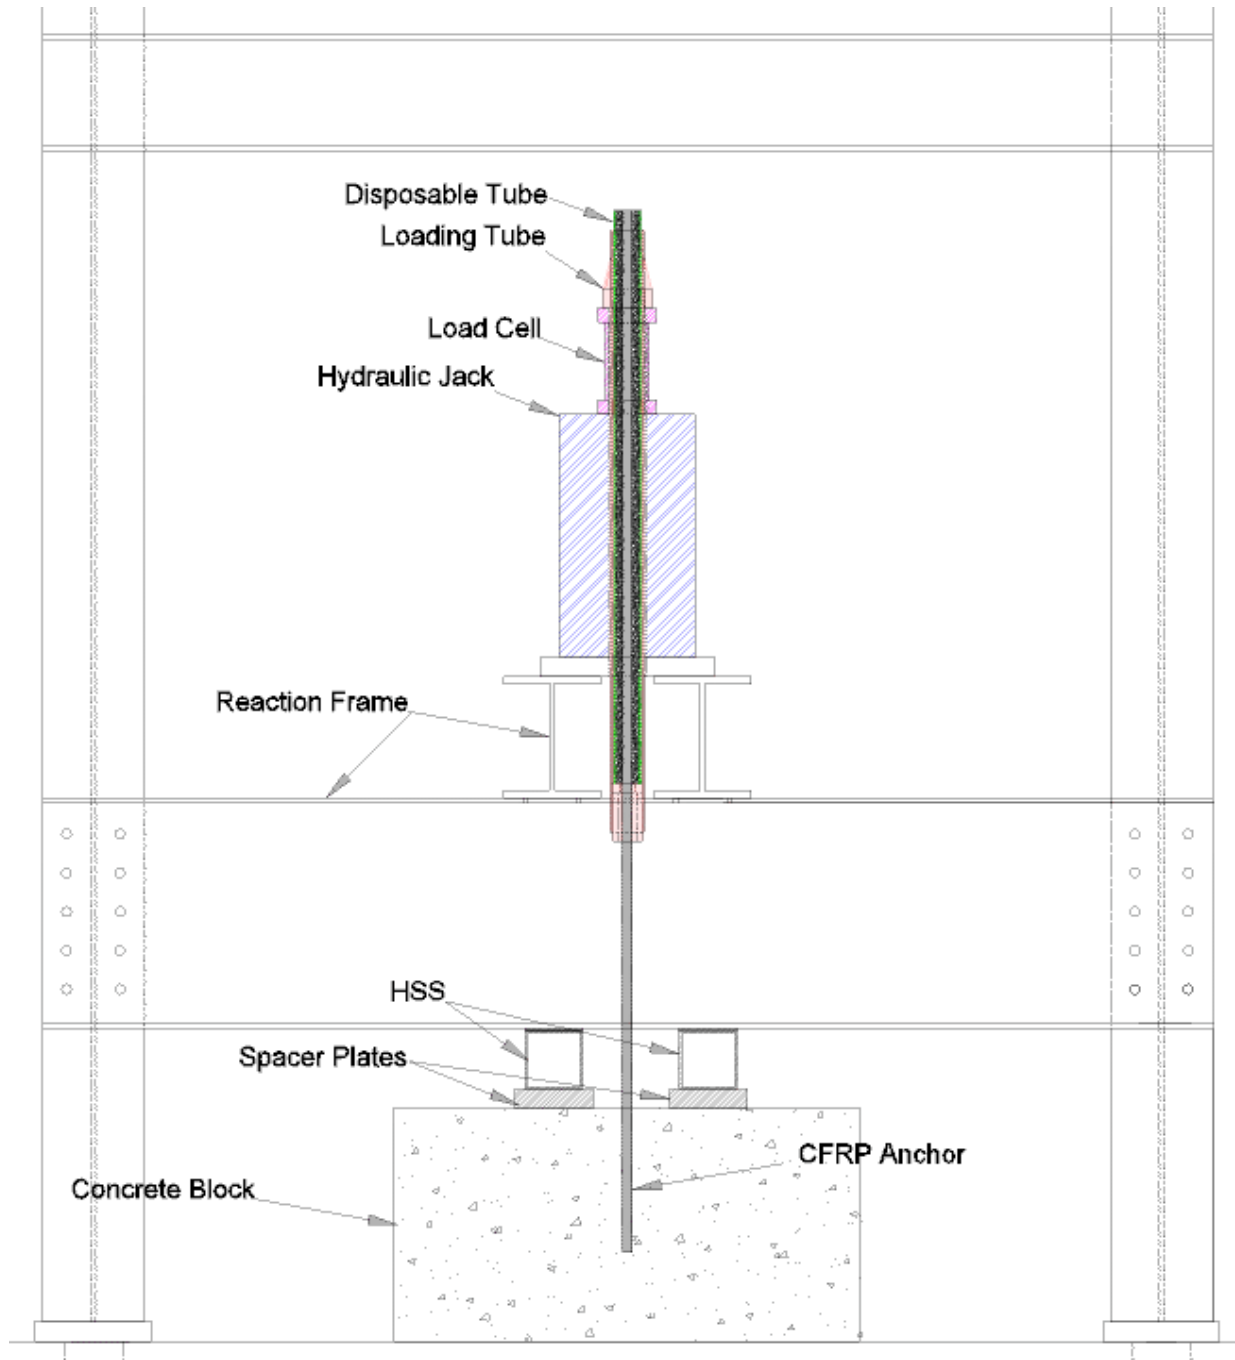 Disposable Tube
Loading Tube
Load Cell
Hydraulic Jack
Reaction Frame
HSS
Spacer Plates
CFRP Anchor
Concrete Block